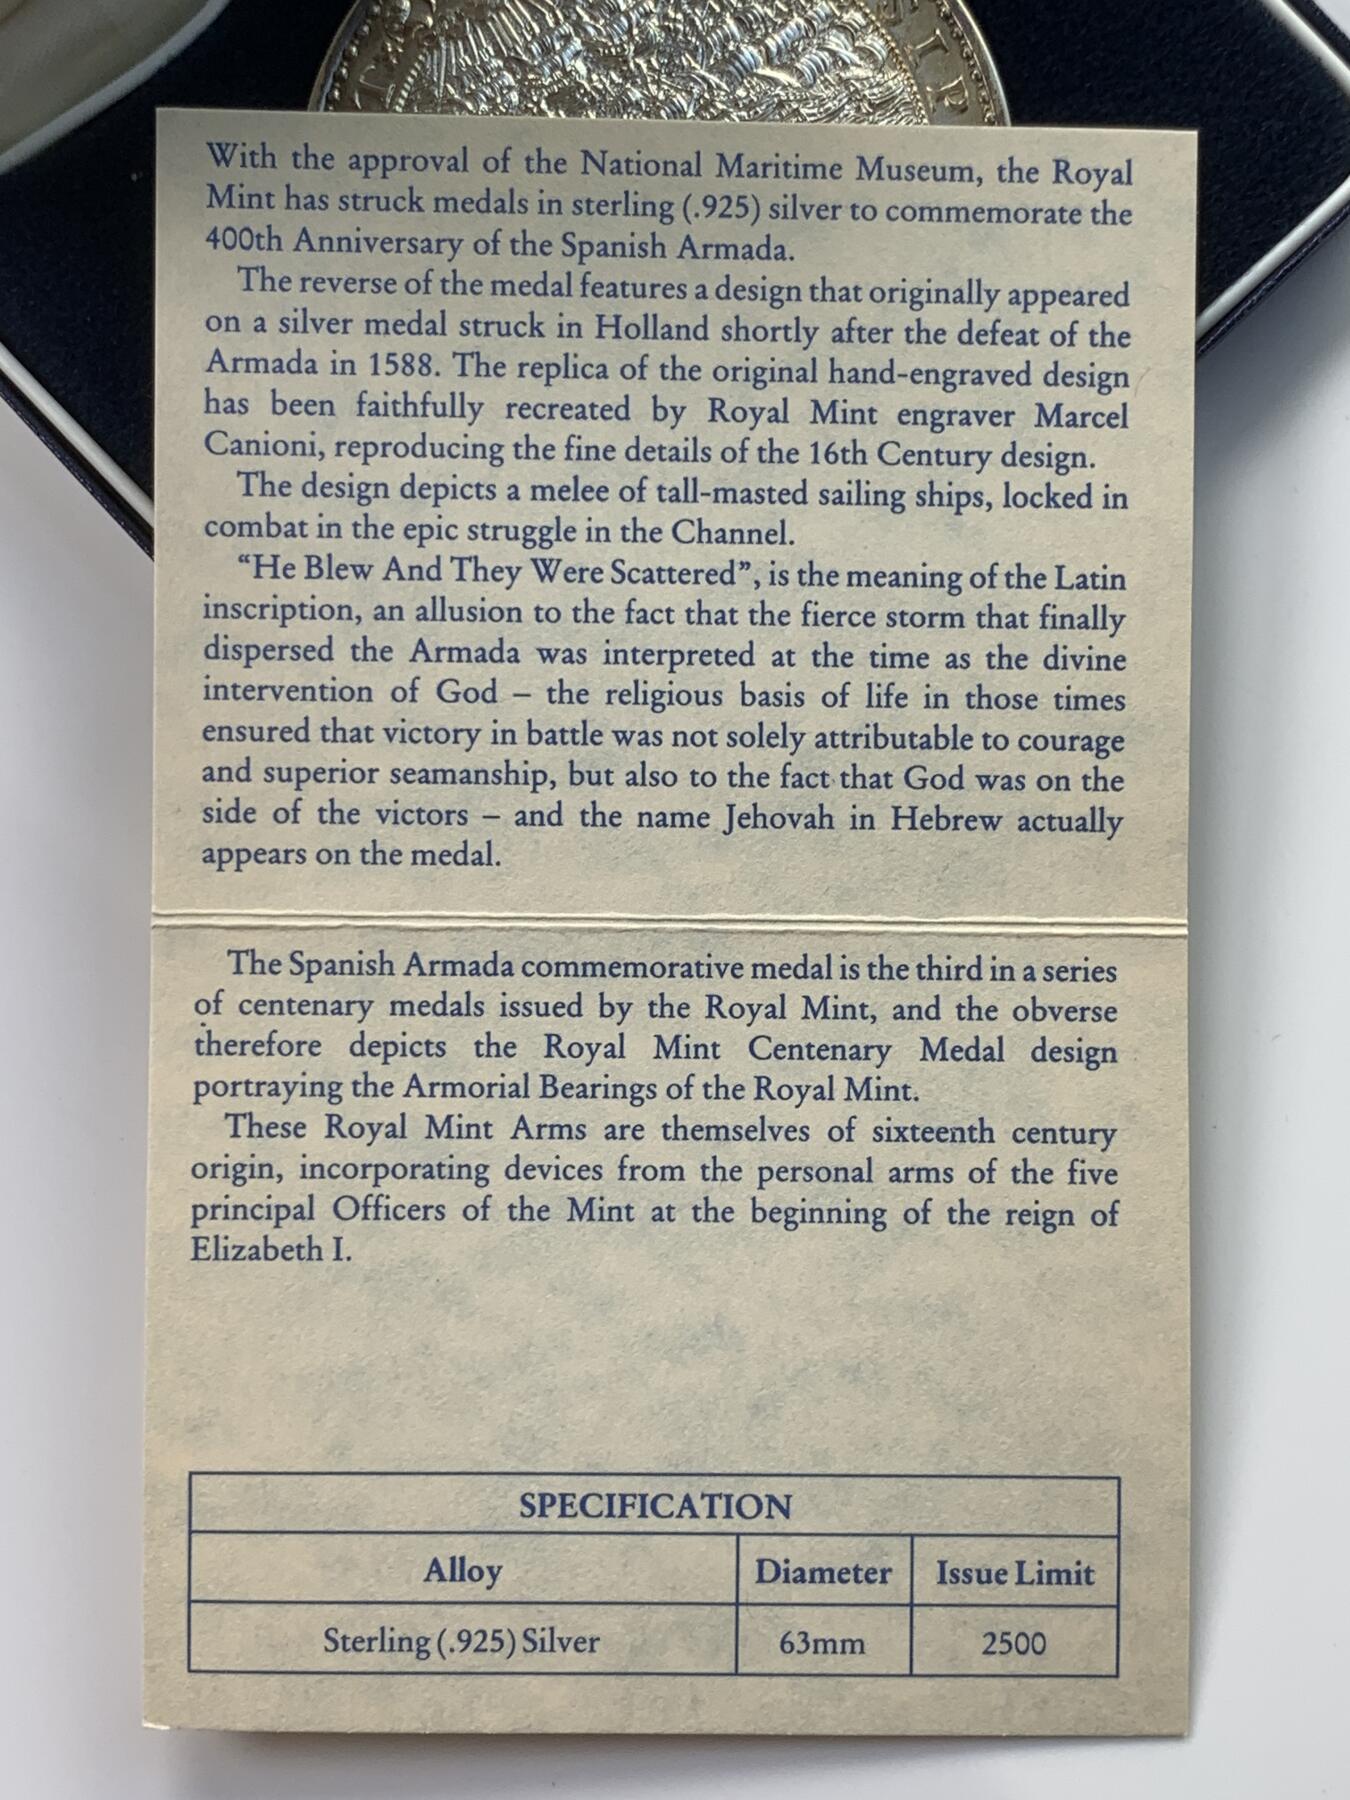 With the approval of the National Maritime Museum, the Royal
Mint has struck medals in sterling (.925) silver to commemorate the
400th Anniversary of the Spanish Armada.
The reverse of the medal features a design that originally appeared
on a silver medal struck in Holland shortly after the defeat of the
Armada in 1588. The replica of the original hand-engraved design
has been faithfully recreated by Royal Mint engraver Marcel
Canioni, reproducing the fine details of the 16th Century design.
The design depicts a melee of tall-masted sailing ships, locked in
combat in the epic struggle in the Channel.
“He Blew And They Were Scattered”, is the meaning of the Latin
inscription, an allusion to the fact that the fierce storm that finally
dispersed the Armada was interpreted at the time as the divine
intervention of God – the religious basis of life in those times
ensured that victory in battle was not solely attributable to courage
and superior seamanship, but also to the fact that God was on the
side of the victors – and the name Jehovah in Hebrew actually
appears on the medal.
The Spanish Armada commemorative medal is the third in a series
of centenary medals issued by the Royal Mint, and the obverse
therefore depicts the Royal Mint Centenary Medal design
portraying the Armorial Bearings of the Royal Mint.
These Royal Mint Arms are themselves of sixteenth century
origin, incorporating devices from the personal arms of the five
principal Officers of the Mint at the beginning of the reign of
Elizabeth I.
SPECIFICATION
Alloy Diameter Issue Limit
Sterling (.925) Silver 63mm 2500